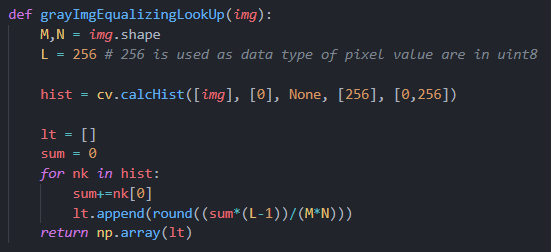 def grayImgEqualizingLookUp(img):
    M,N = img.shape
    L = 256 # 256 is used as data type of pixel value are in uint8

    hist = cv.calcHist([img], [0], None, [256], [0,256])

    lt = []
    sum = 0
    for nk in hist:
        sum+=nk[0]
        lt.append(round((sum*(L-1))/(M*N)))
    return np.array(lt)